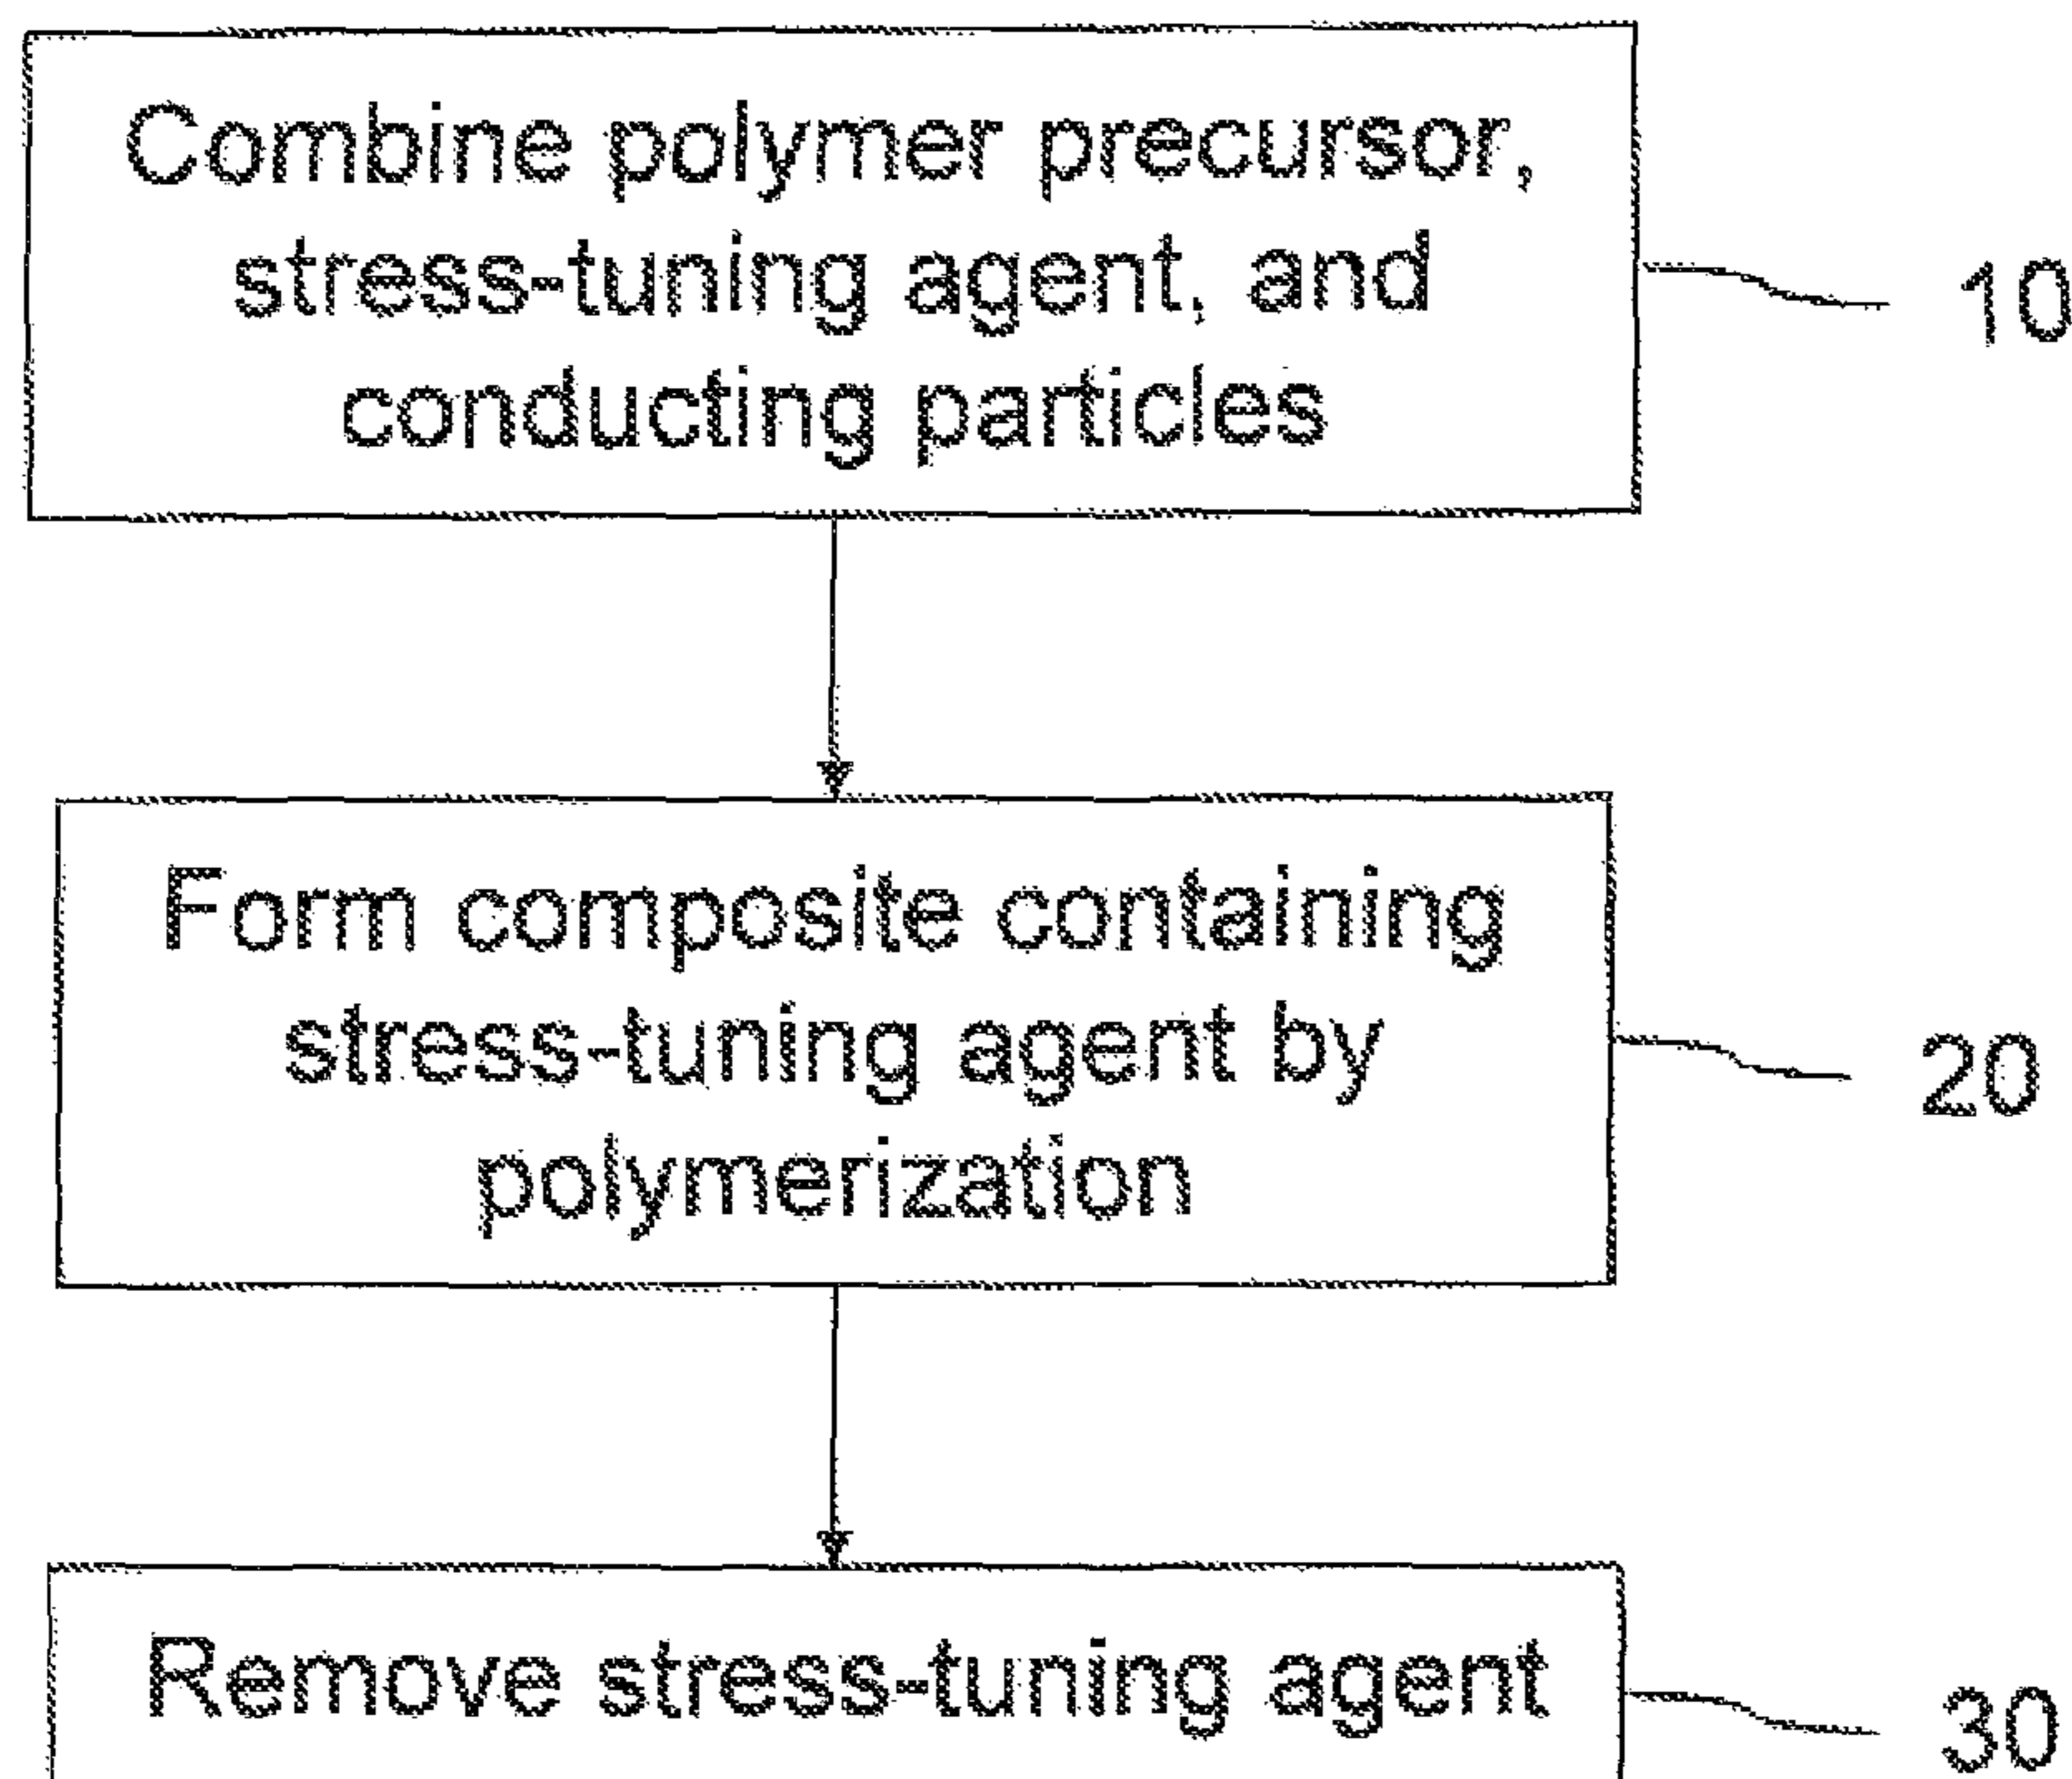 Combine polymer precursor,
stress-tuning agent, and
conducting particles
10
Form composite containing
stress-tuning agent by
polymerization
20
Remove stress-tuning agent
30